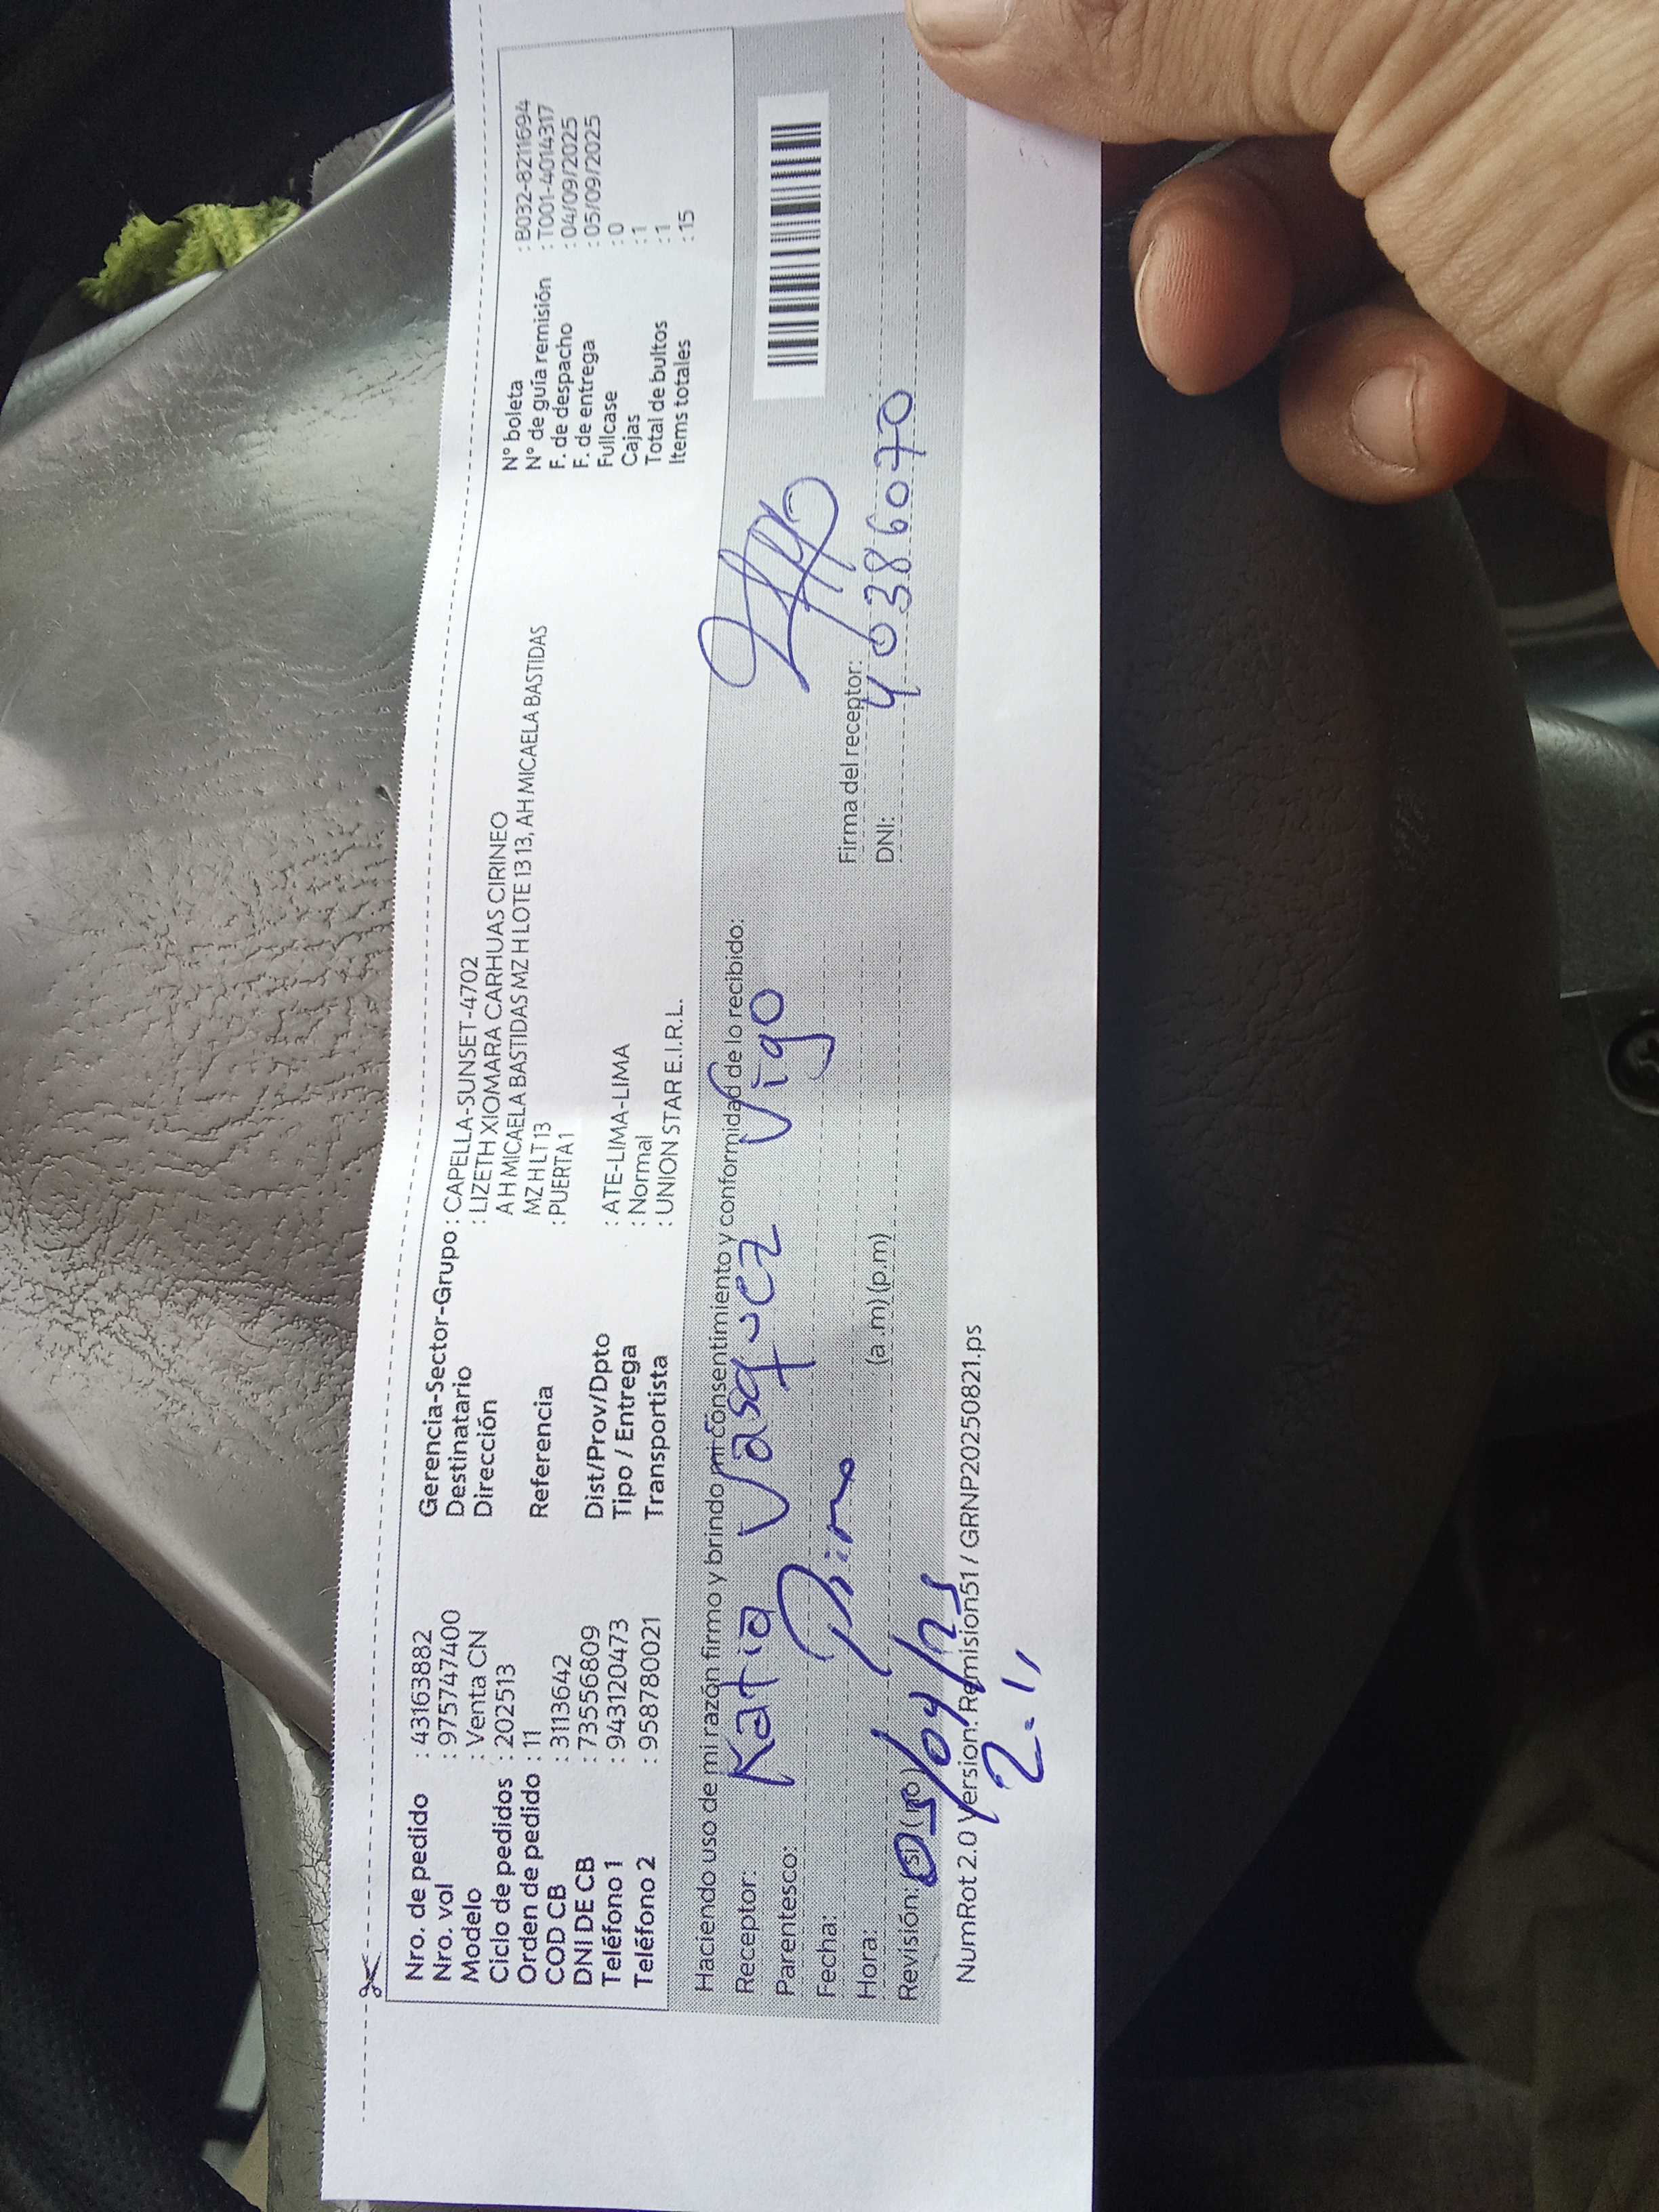 Nro. de pedido : 43163882
Nro. vol : 975747400
Modelo : Venta CN
Ciclo de pedidos : 202513
Orden de pedido : 11
COD CB : 3113642
DNI DE CB : 73556809
Teléfono 1 : 943120473
Teléfono 2 : 958780021
Gerencia-Sector-Grupo : CAPELLA-SUNSET-4702
Destinatario : LIZETH XIOMARA CARHUAS CIRINEO
Dirección A H MICAELA BASTIDAS MZ H LOTE 13 13, AH MICAELA BASTIDAS
MZ H LT 13
Referencia : PUERTA 1
Dist/Prov/Dpto : ATE-LIMA-LIMA
Tipo / Entrega : Normal
Transportista : UNION STAR E.I.R.L.
N° boleta : B032-8211694
N° de guía remisión : T001-4014317
F. de despacho : 04/09/2025
F. de entrega : 05/09/2025
Fullcase : 0
Cajas : 1
Total de bultos : 1
Items totales : 15
Haciendo uso de mi razón firmo y brindo mi consentimiento y conformidad de lo recibido:
Receptor: Katia Vasquez Vigo
Parentesco:
Fecha:
Hora: (a.m) (p.m)
Revisión: (si) (no)
05/09/25
Firma del receptor:
DNI: 40386070
NumRot 2.0 Version: Remision51 / GRNP20250821.ps